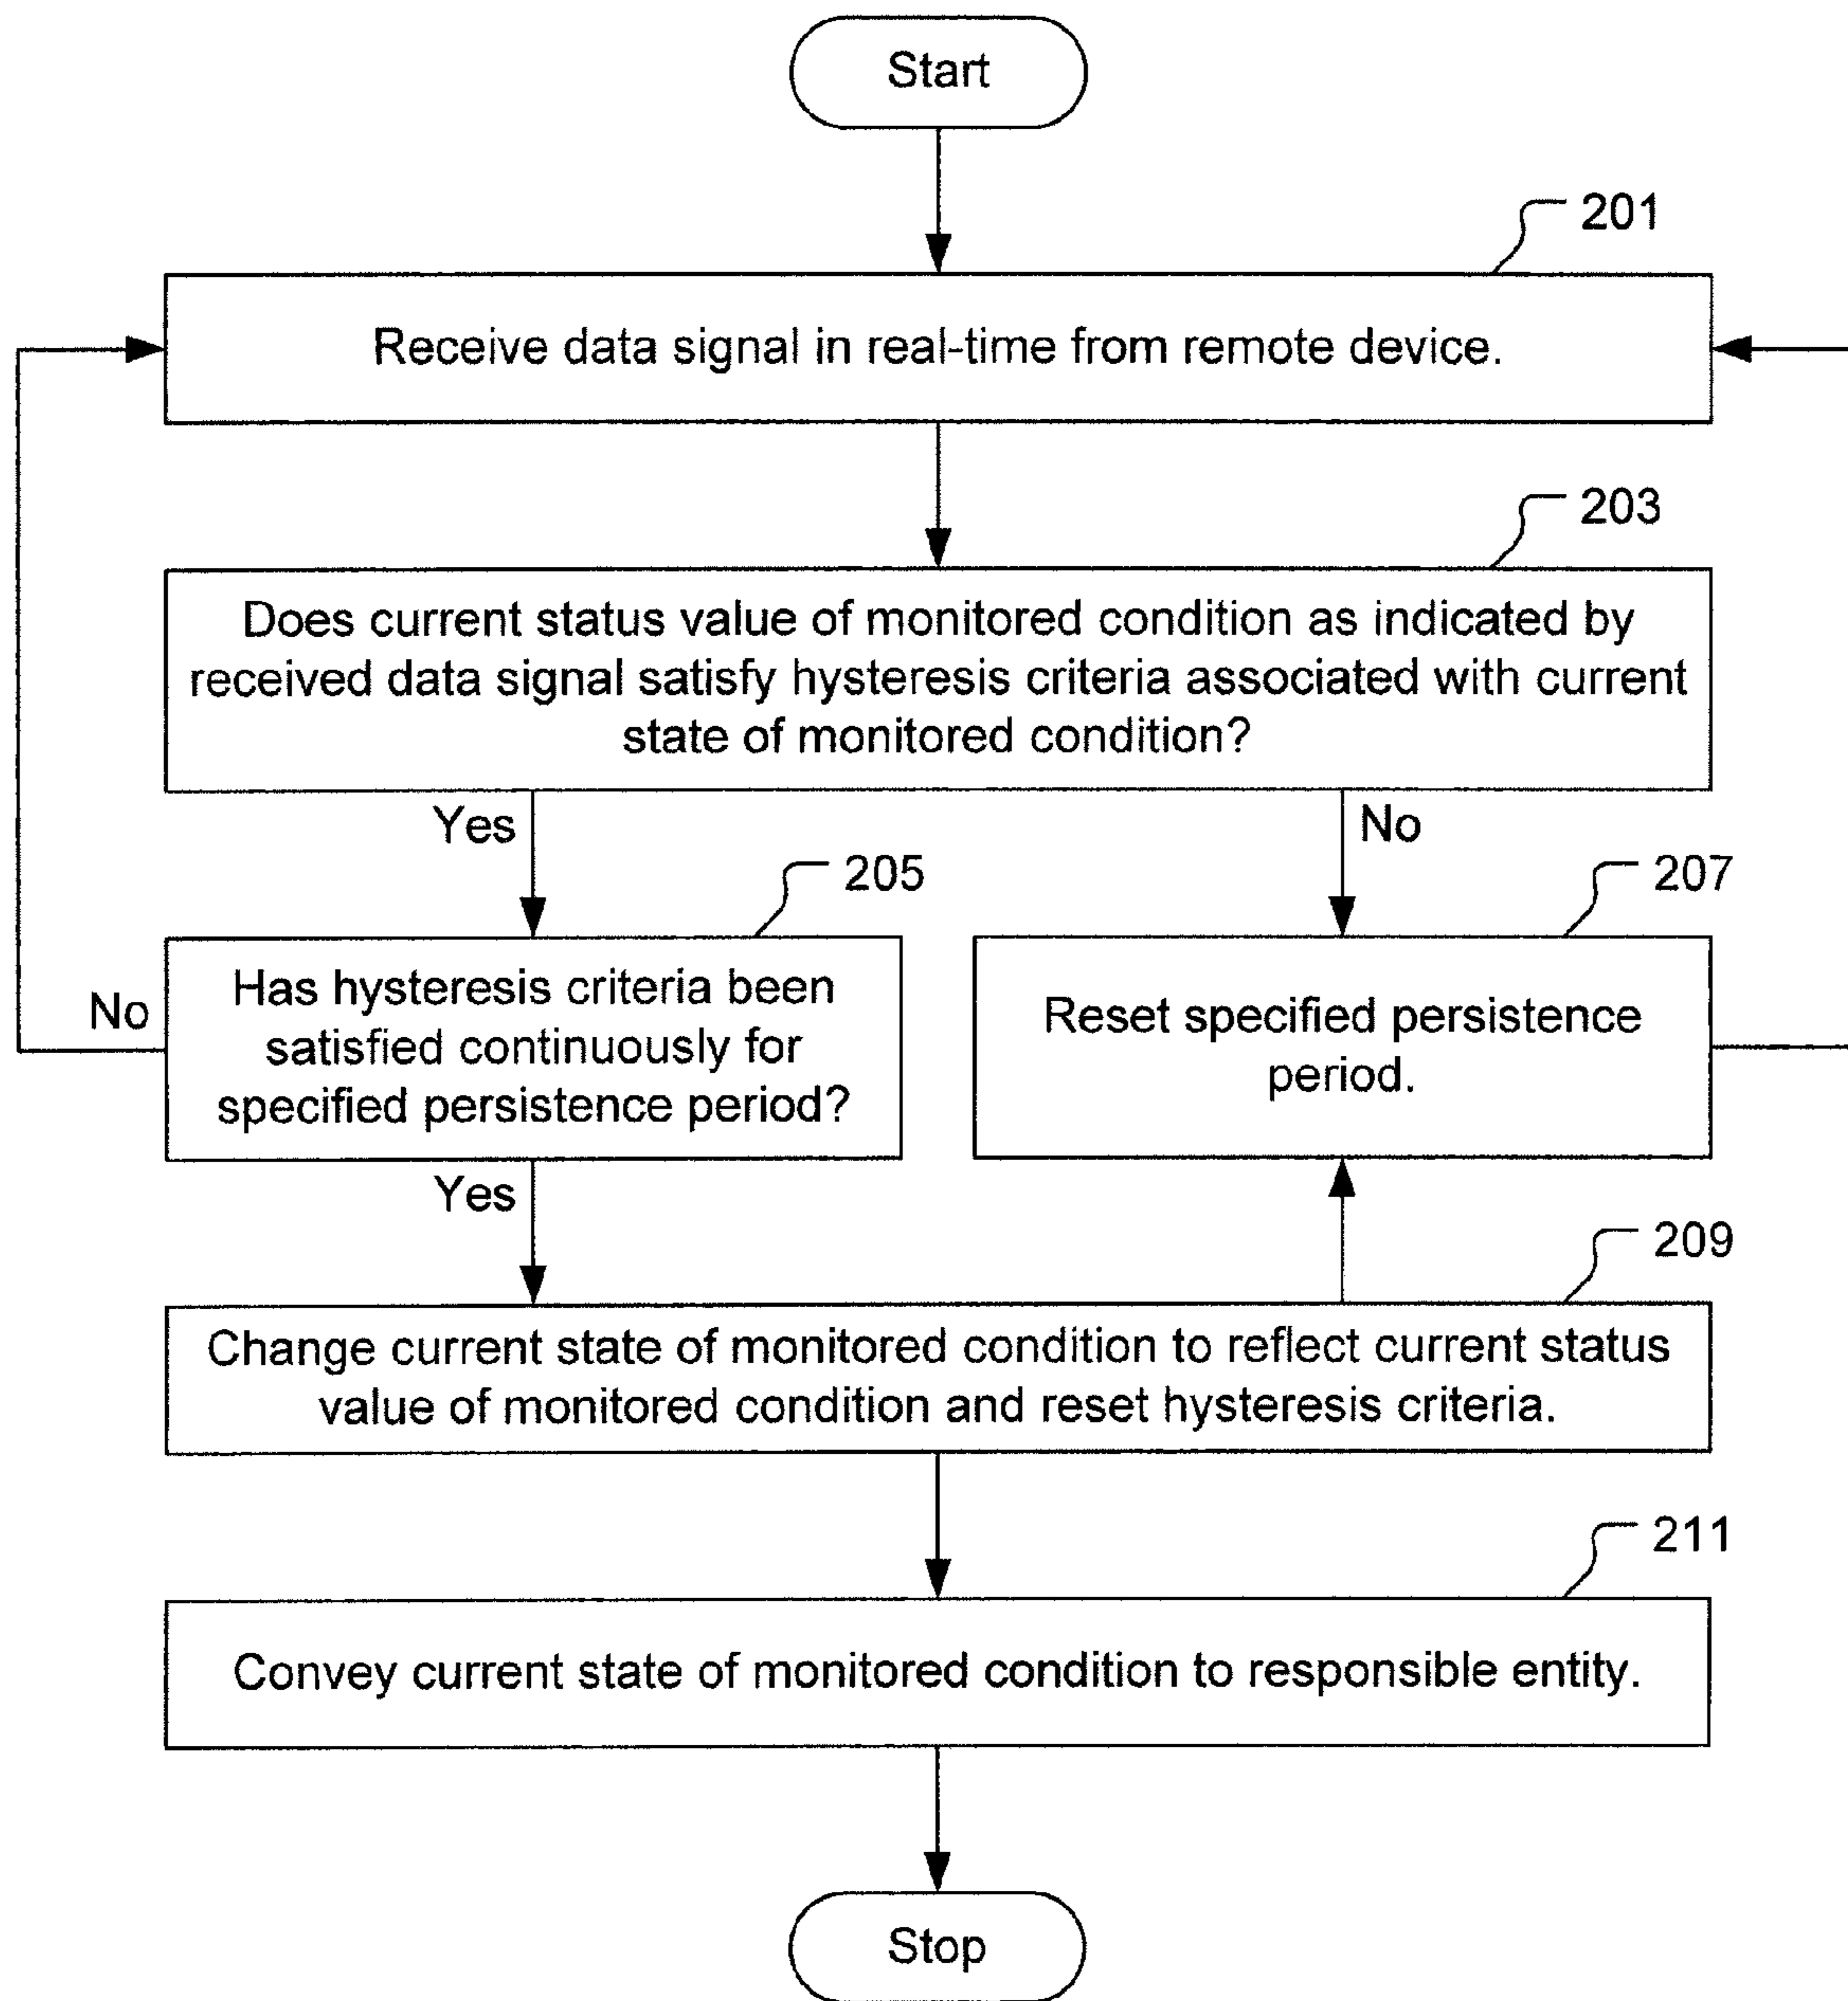 Start
201
Receive data signal in real-time from remote device.
203
Does current status value of monitored condition as indicated by
received data signal satisfy hysteresis criteria associated with current
state of monitored condition?
Yes
No
205
207
Has hysteresis criteria been
satisfied continuously for
specified persistence period?
No
Reset specified persistence
period.
Yes
209
Change current state of monitored condition to reflect current status
value of monitored condition and reset hysteresis criteria.
211
Convey current state of monitored condition to responsible entity.
Stop